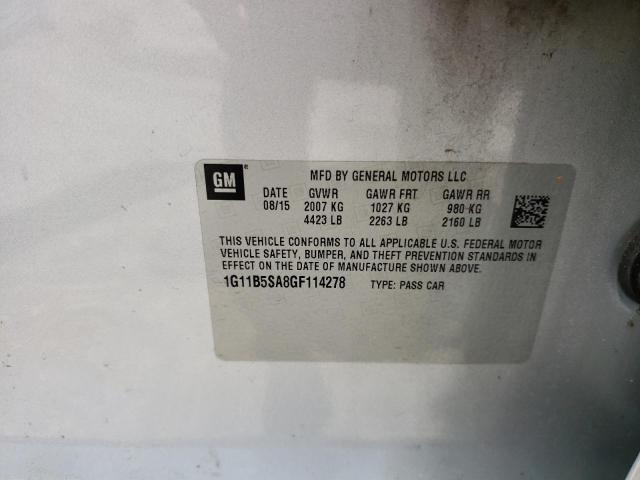 GM
MFD BY GENERAL MOTORS LLC
DATE GVWR GAWR FRT GAWR RR
08/15 2007 KG 1027 KG 980 KG
4423 LB 2263 LB 2160 LB
THIS VEHICLE CONFORMS TO ALL APPLICABLE U.S. FEDERAL MOTOR
VEHICLE SAFETY, BUMPER, AND THEFT PREVENTION STANDARDS IN
EFFECT ON THE DATE OF MANUFACTURE SHOWN ABOVE.
1G11B5SA8GF114278 TYPE: PASS CAR